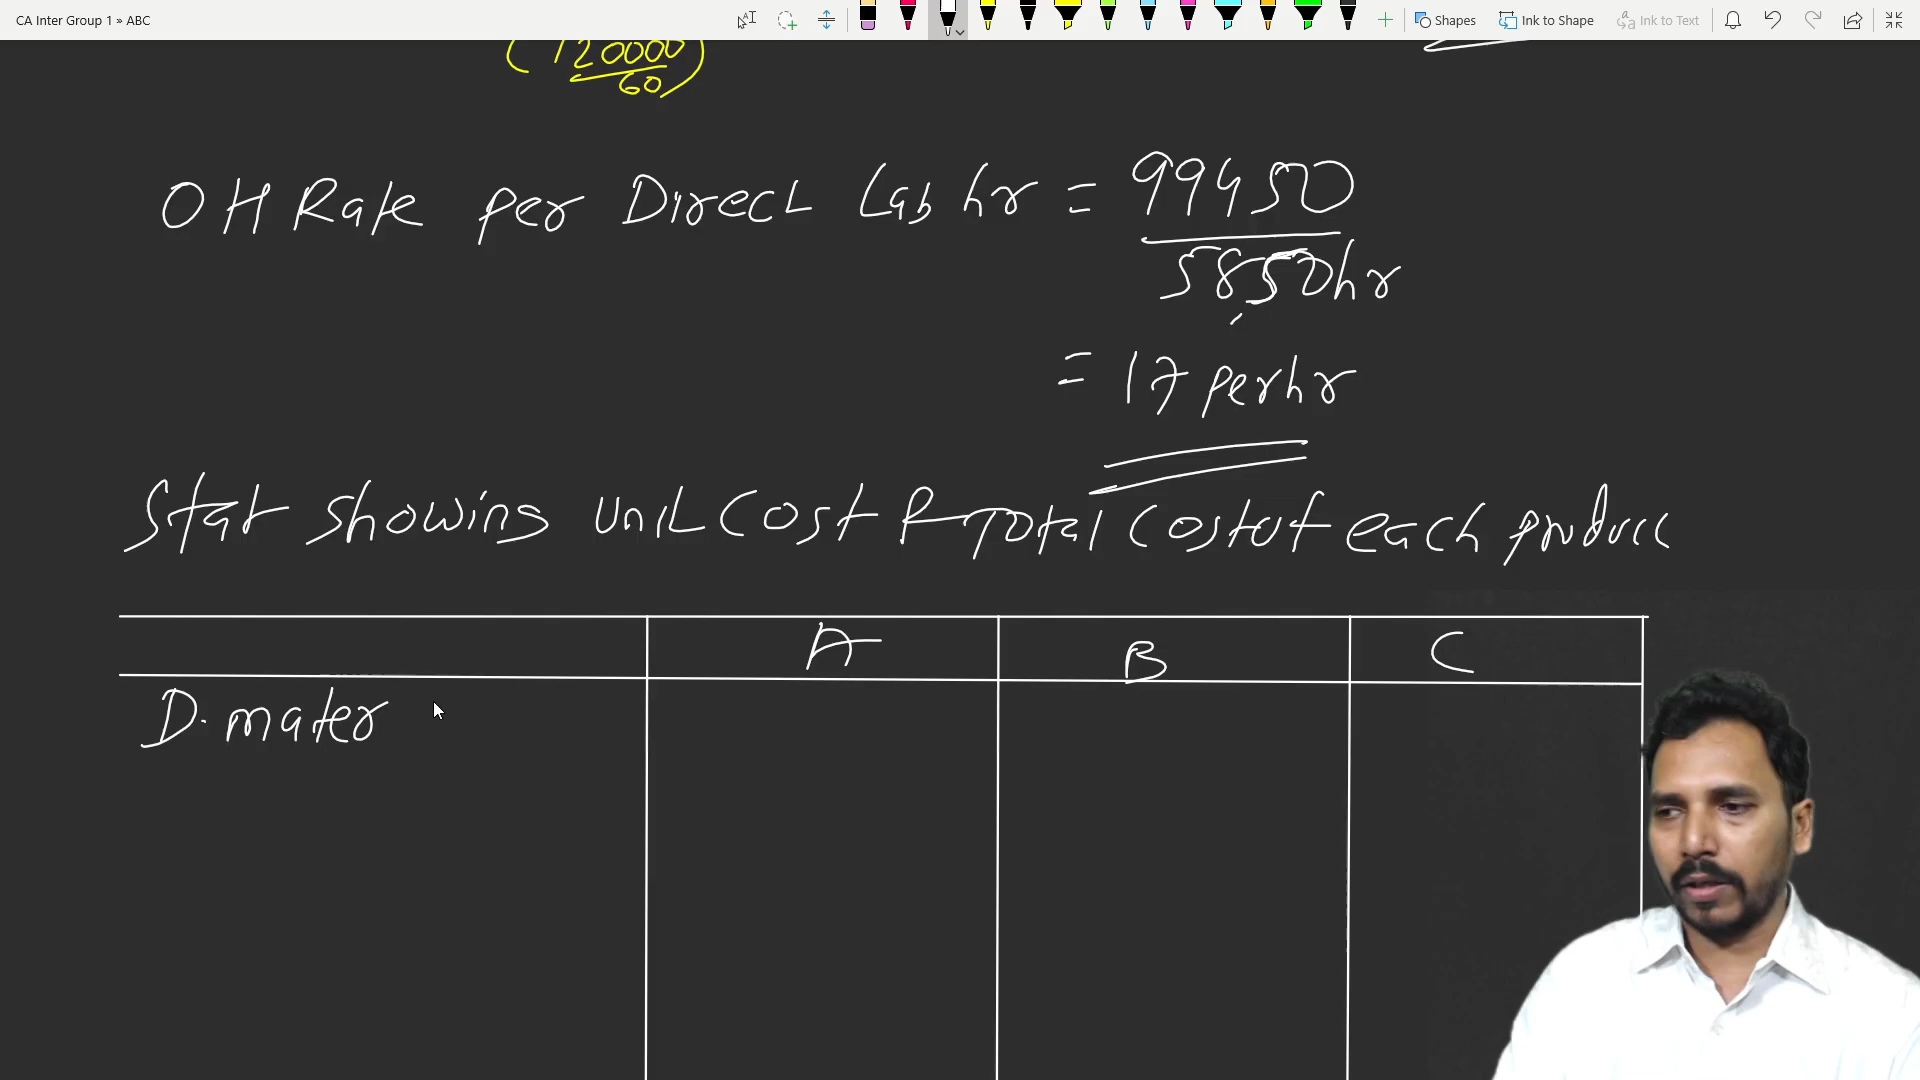 CA Inter Group 1 » ABC
Shapes
Ink to Shape
Ink to Text
(120000
60)
OH Rate per Direct Lab hr = 99450
5850hr
= 17 per hr
Stat showing Unit Cost & Total Cost of each product
A B C
D. mater